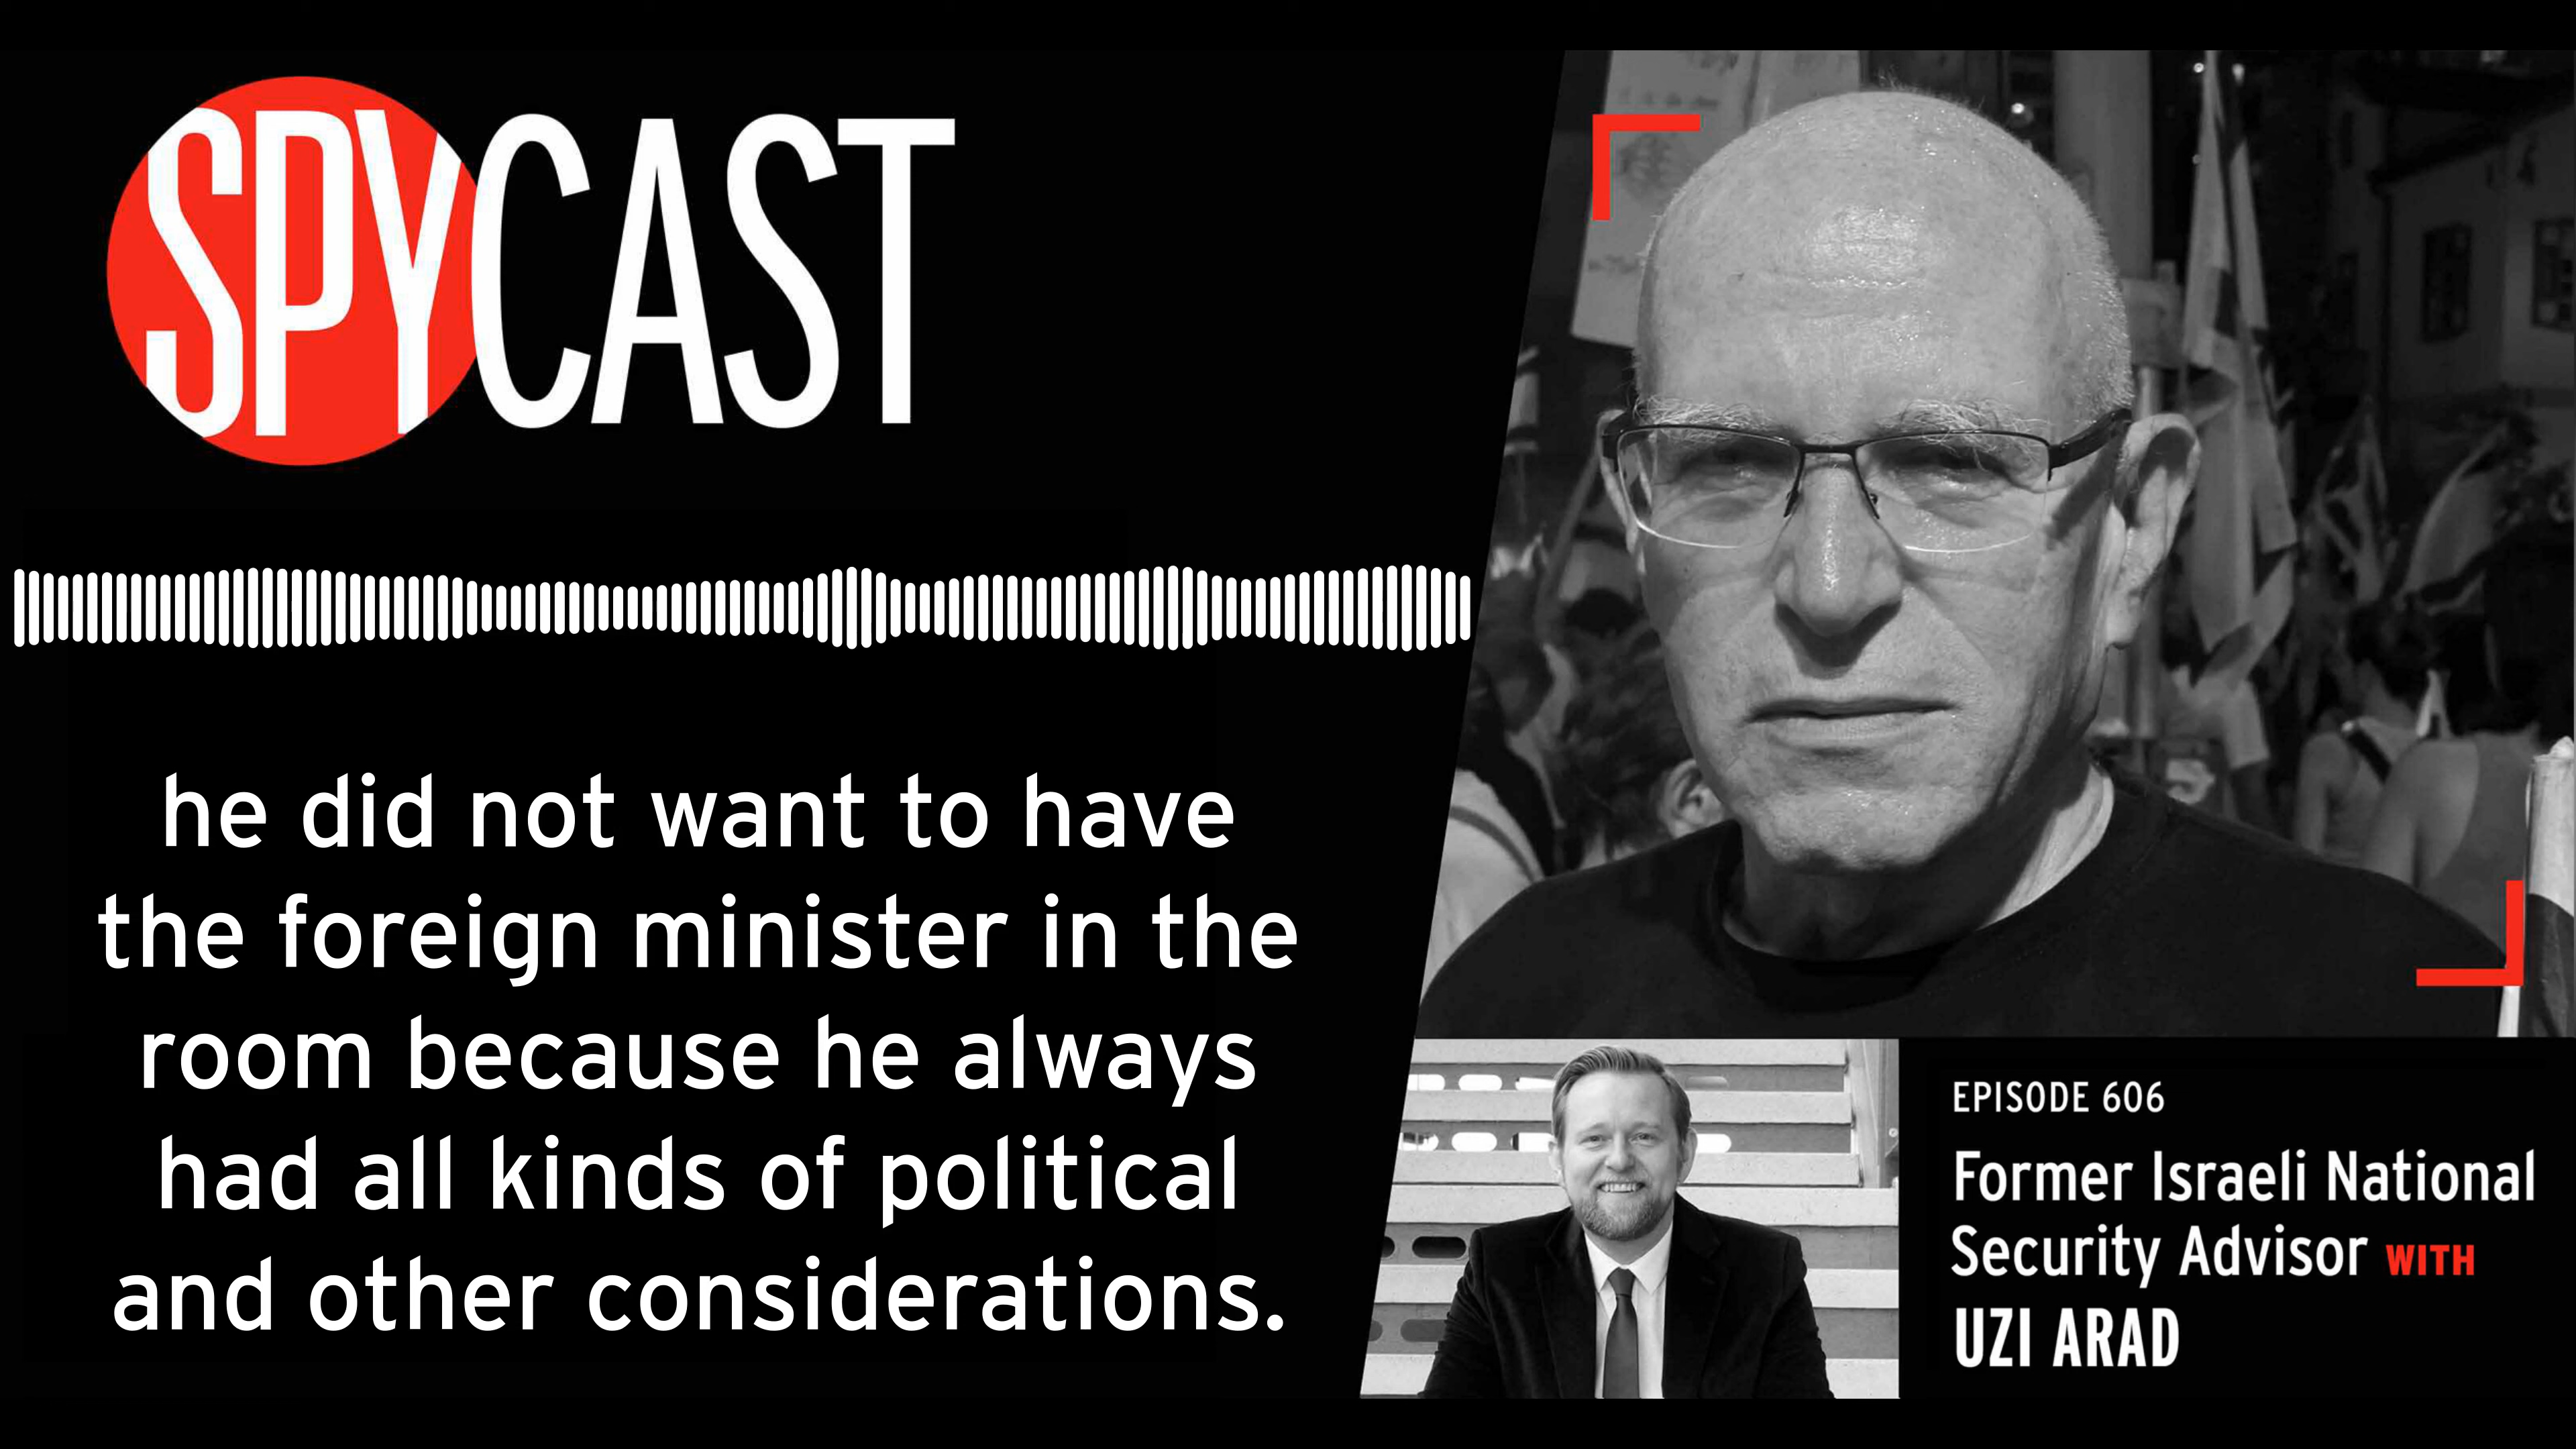 SPYCAST
he did not want to have
the foreign minister in the
room because he always
had all kinds of political
and other considerations.
EPISODE 606
Former Israeli National
Security Advisor WITH
UZI ARAD